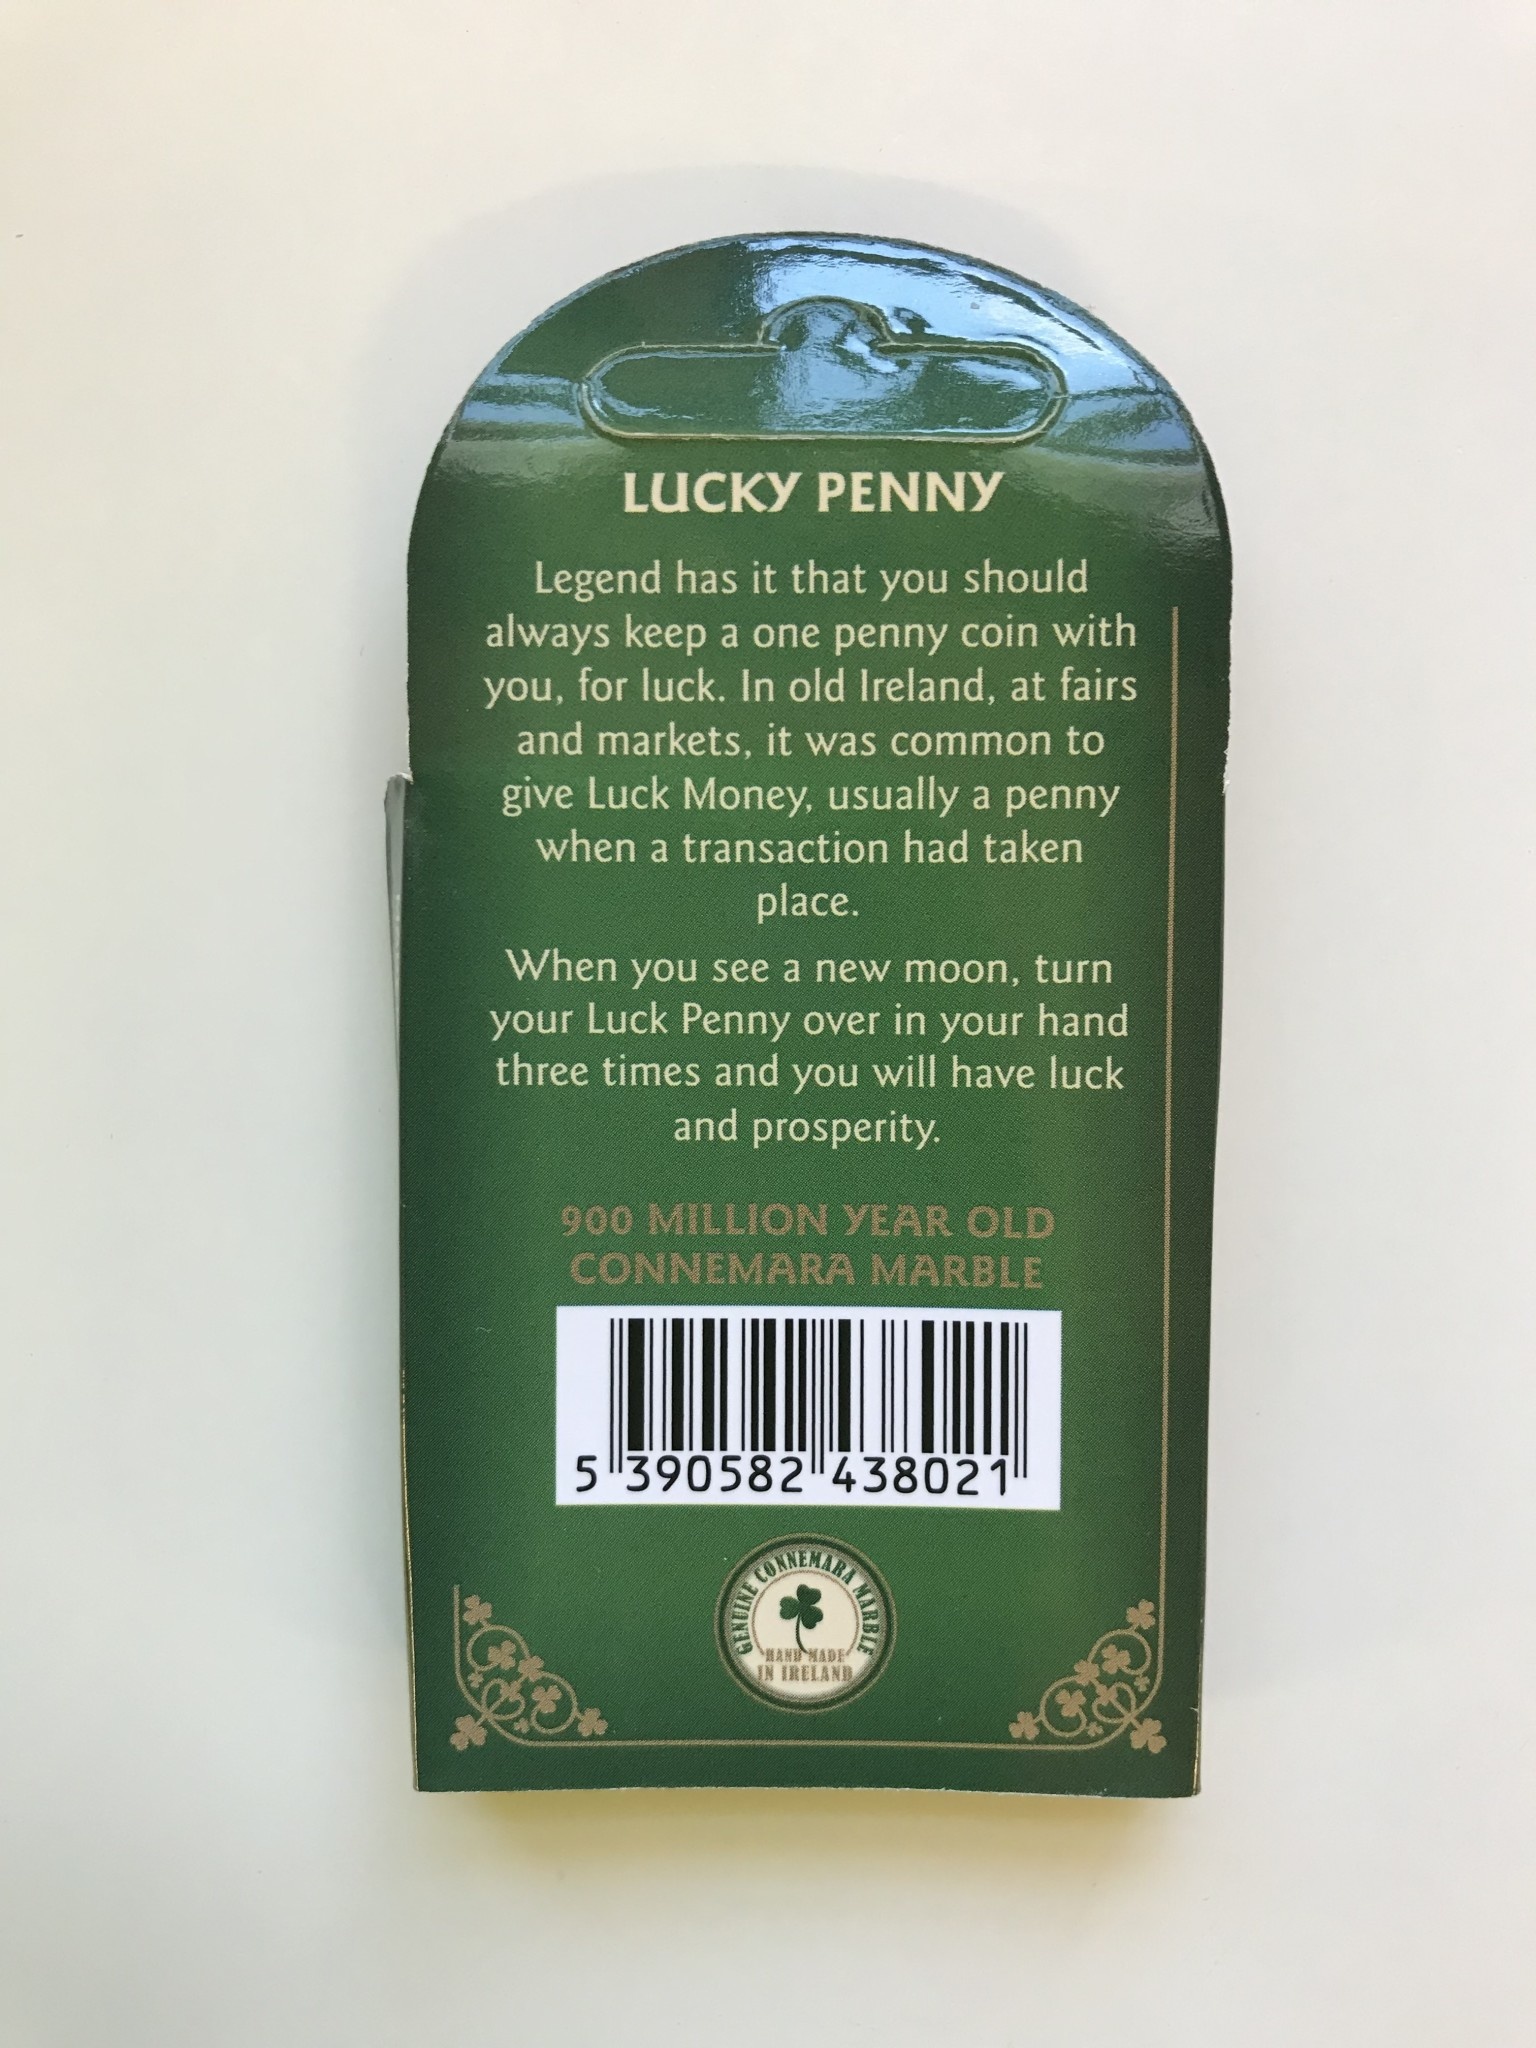 LUCKY PENNY
Legend has it that you should
always keep a one penny coin with
you, for luck. In old Ireland, at fairs
and markets, it was common to
give Luck Money, usually a penny
when a transaction had taken
place.
When you see a new moon, turn
your Luck Penny over in your hand
three times and you will have luck
and prosperity.
900 MILLION YEAR OLD
CONNEMARA MARBLE
5 390582 438021
GENUINE CONNEMARA MARBLE
HAND MADE
IN IRELAND